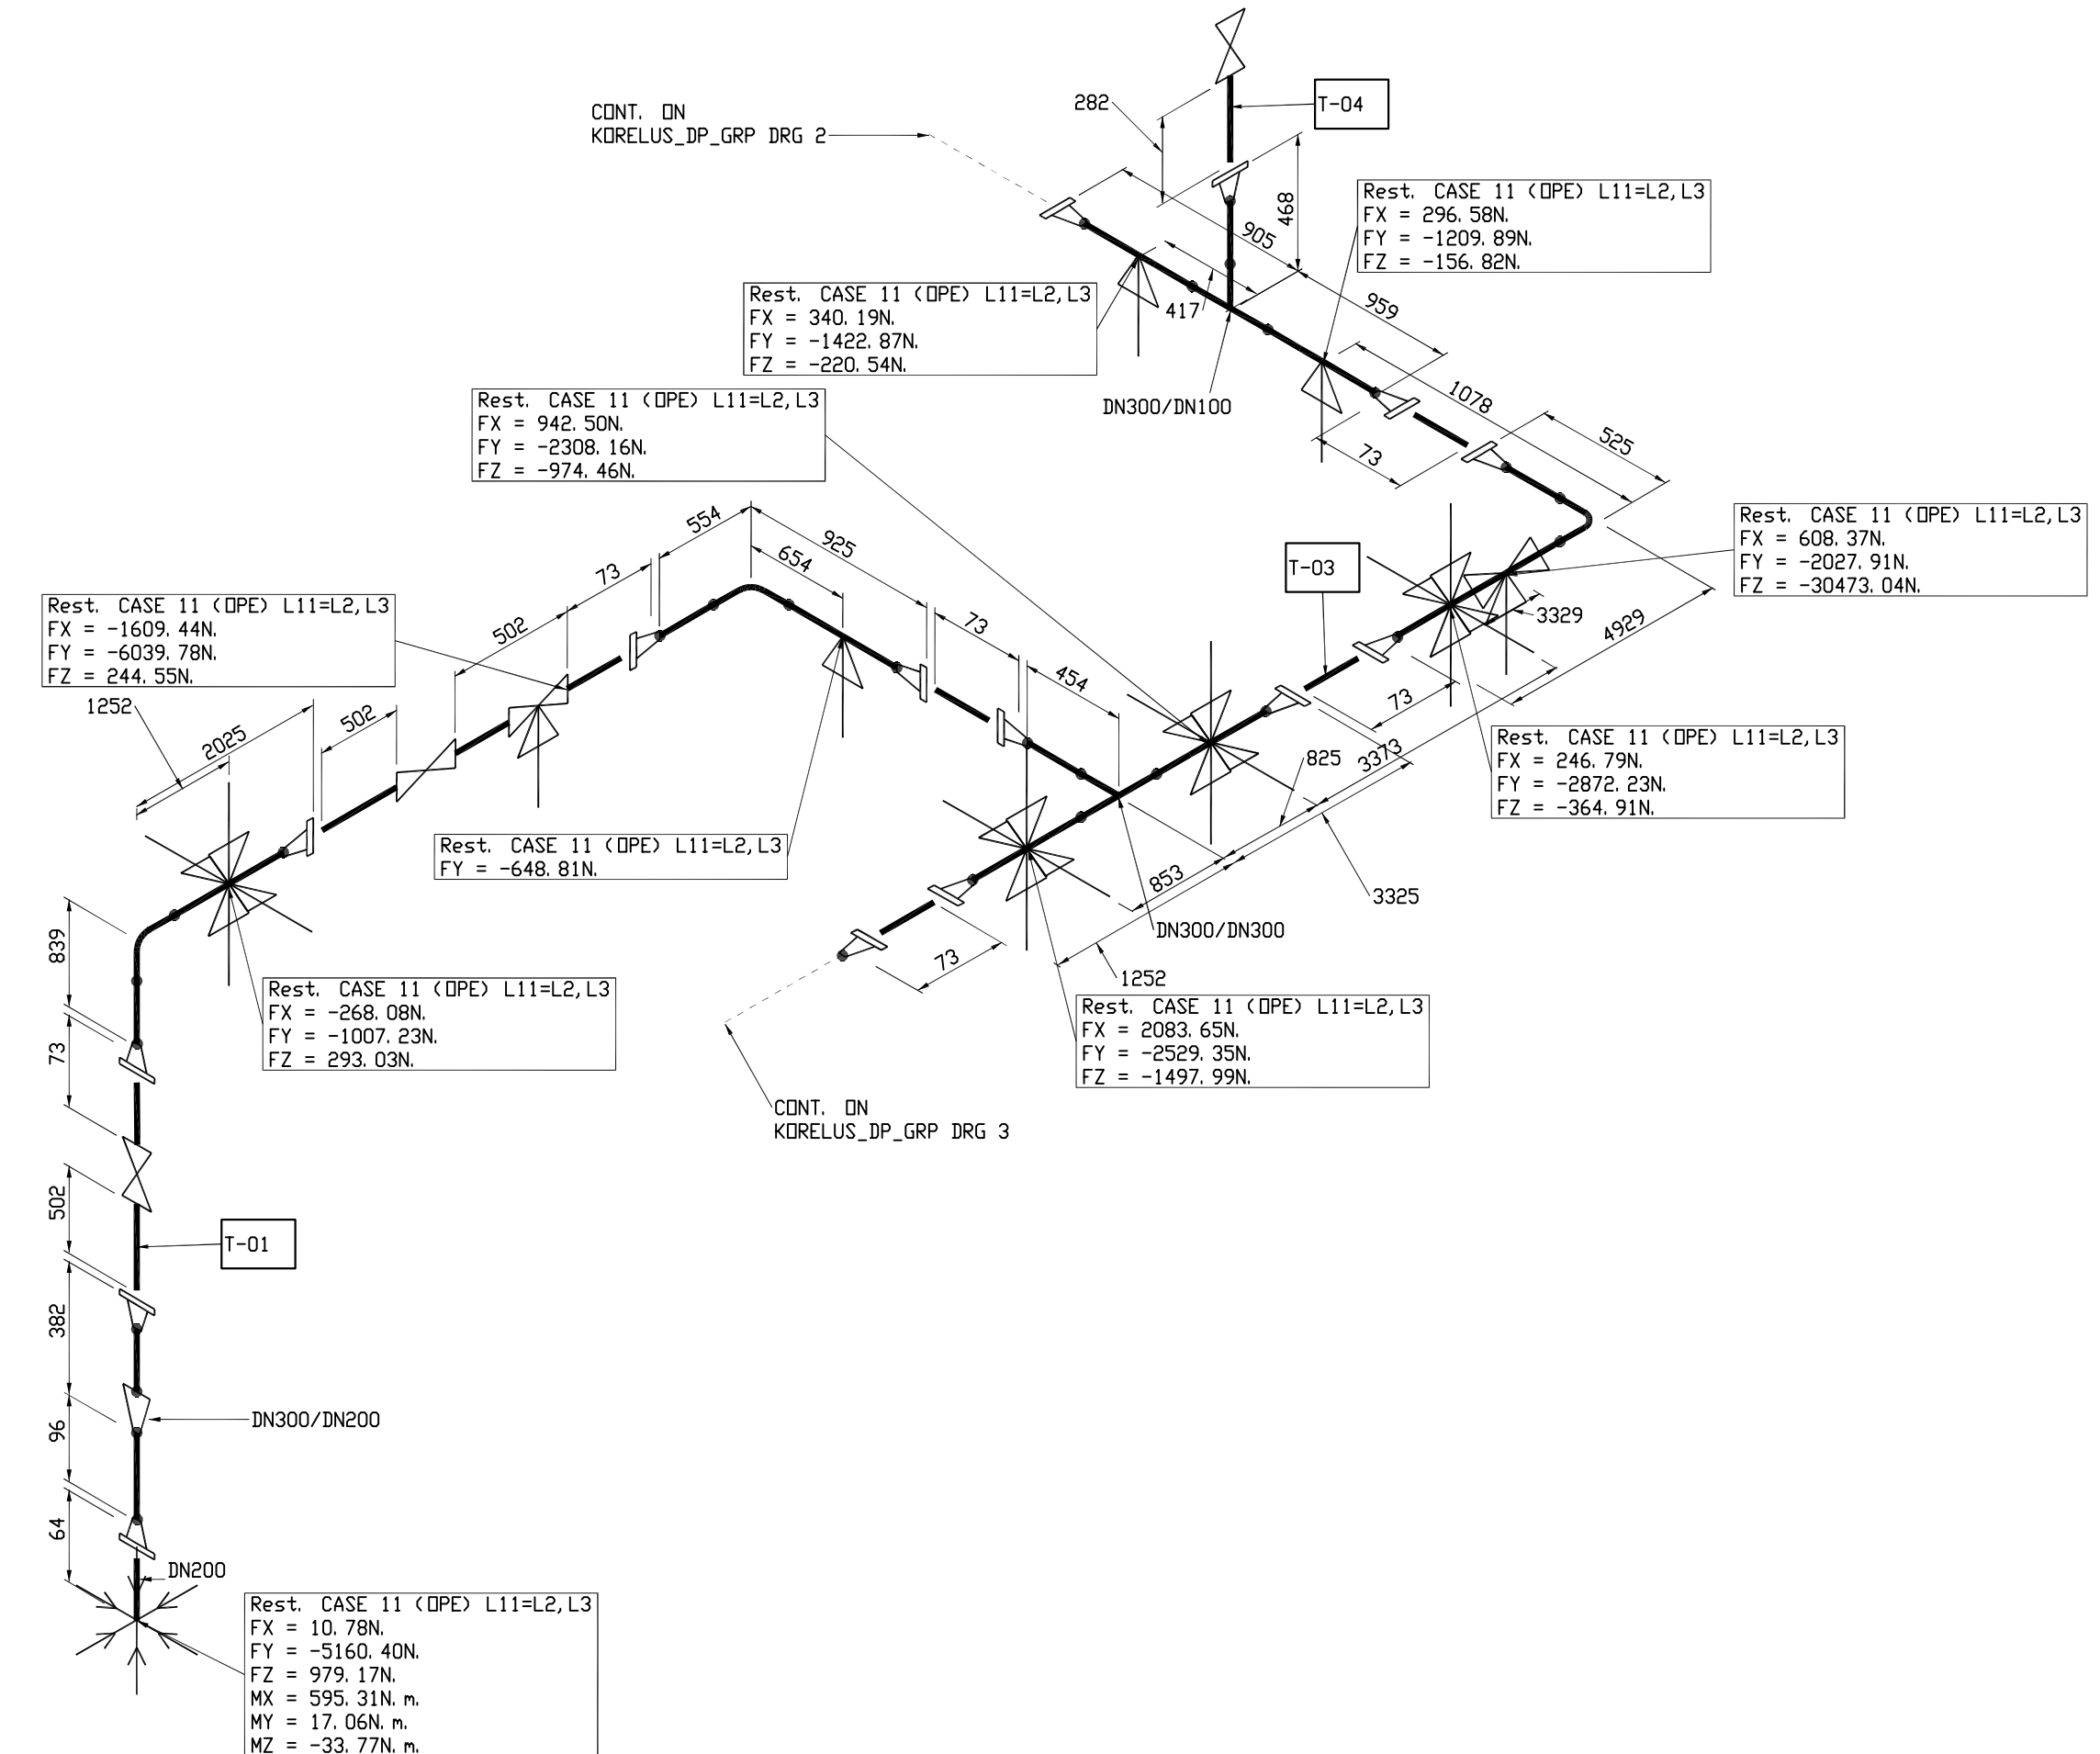 CONT. ON
KORELUS_DP_GRP DRG 2
282
T-04
468
905
417
959
Rest. CASE 11 (OPE) L11=L2,L3
FX = 296.58N.
FY = -1209.89N.
FZ = -156.82N.
Rest. CASE 11 (OPE) L11=L2,L3
FX = 340.19N.
FY = -1422.87N.
FZ = -220.54N.
DN300/DN100
1078
73
525
Rest. CASE 11 (OPE) L11=L2,L3
FX = 942.50N.
FY = -2308.16N.
FZ = -974.46N.
Rest. CASE 11 (OPE) L11=L2,L3
FX = 608.37N.
FY = -2027.91N.
FZ = -30473.04N.
554
925
654
73
T-03
3329
4929
Rest. CASE 11 (OPE) L11=L2,L3
FX = -1609.44N.
FY = -6039.78N.
FZ = 244.55N.
502
73
454
73
1252
2025
502
825
3373
Rest. CASE 11 (OPE) L11=L2,L3
FX = 246.79N.
FY = -2872.23N.
FZ = -364.91N.
Rest. CASE 11 (OPE) L11=L2,L3
FY = -648.81N.
853
3325
DN300/DN300
839
73
1252
Rest. CASE 11 (OPE) L11=L2,L3
FX = -268.08N.
FY = -1007.23N.
FZ = 293.03N.
Rest. CASE 11 (OPE) L11=L2,L3
FX = 2083.65N.
FY = -2529.35N.
FZ = -1497.99N.
73
CONT. ON
KORELUS_DP_GRP DRG 3
502
T-01
382
DN300/DN200
96
64
DN200
Rest. CASE 11 (OPE) L11=L2,L3
FX = 10.78N.
FY = -5160.40N.
FZ = 979.17N.
MX = 595.31N.m.
MY = 17.06N.m.
MZ = -33.77N.m.